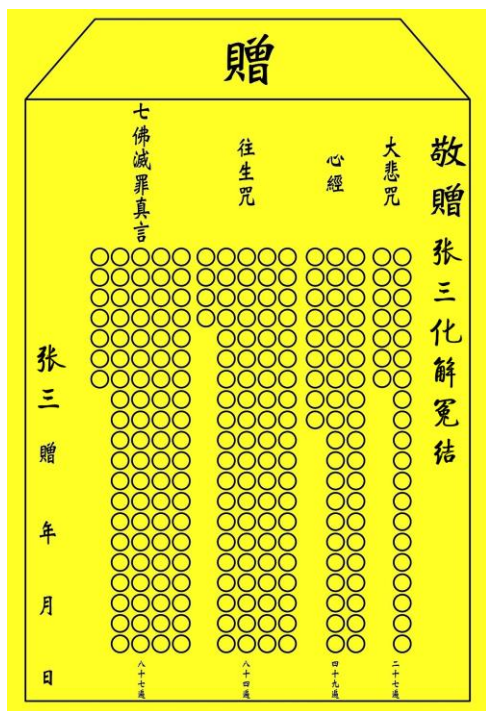 贈
敬贈张三化解冤结
大悲咒
二十七遍
心經
四十九遍
往生咒
八十四遍
七佛滅罪真言
八十七遍
张三贈 年 月 日